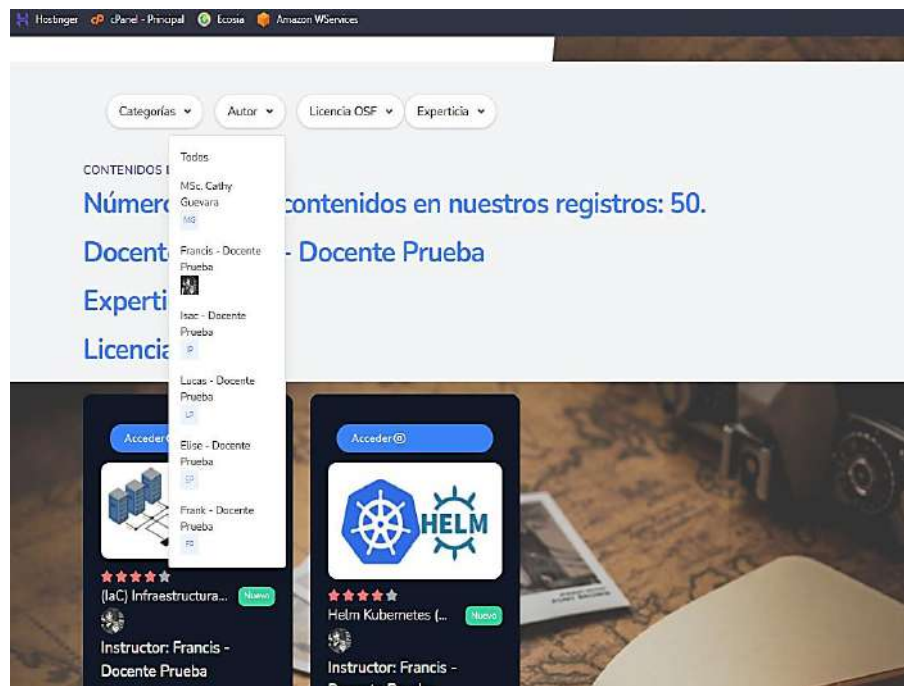 Hostinger cPanel - Principal Ecosia Amazon WServices
Categorías Autor Licencia OSF Experticia
Todos
CONTENIDOS
MSc. Cathy
Guevara
MG
Númer contenidos en nuestros registros: 50.
Francis - Docente
Prueba
Docent - Docente Prueba
Experti
Isac - Docente
Prueba
IP
Licencia
Lucas - Docente
Prueba
LP
Elise - Docente
Prueba
EP
Frank - Docente
Prueba
Acceder Acceder
HELM
(IaC) Infraestructura... Nuevo
Helm Kubernetes (... Nuevo
Instructor: Francis -
Docente Prueba
Instructor: Francis -